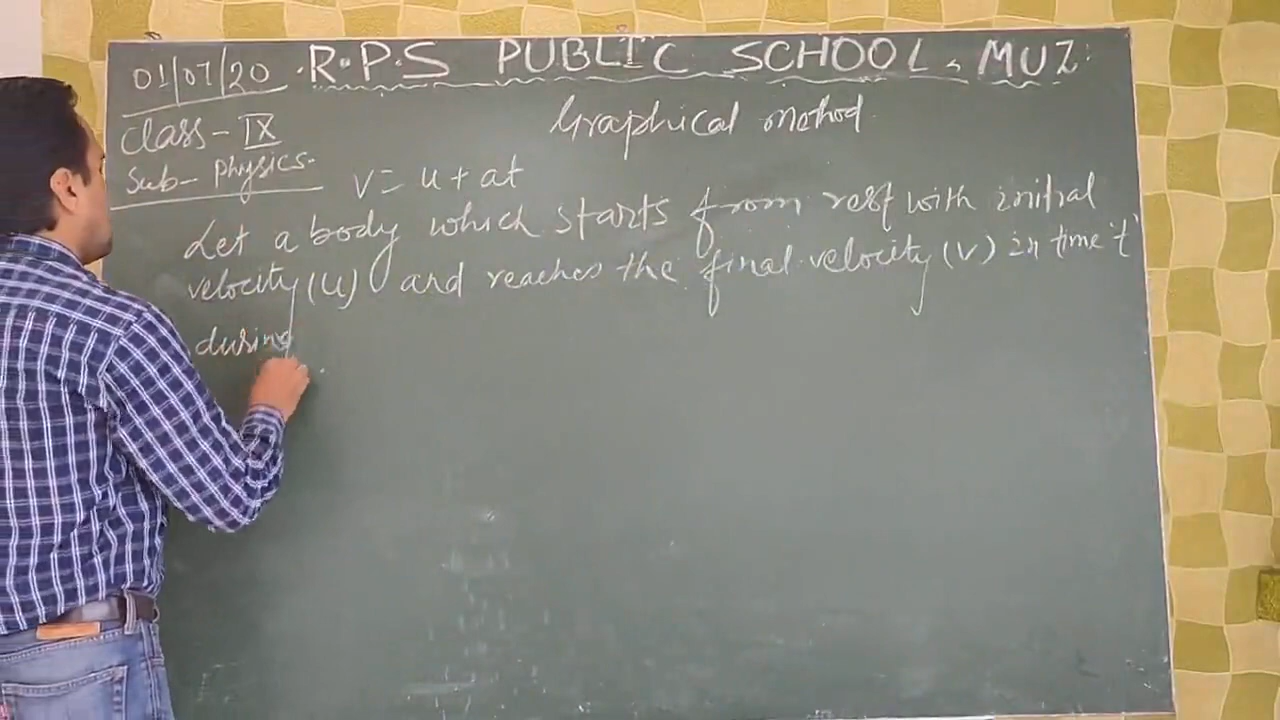 01/07/20 R.P.S PUBLIC SCHOOL, MUZ.
Class - IX
Graphical method
Sub - Physics.
v = u + at
Let a body which starts from rest with initial
velocity (u) and reaches the final velocity (v) in time 't'
during